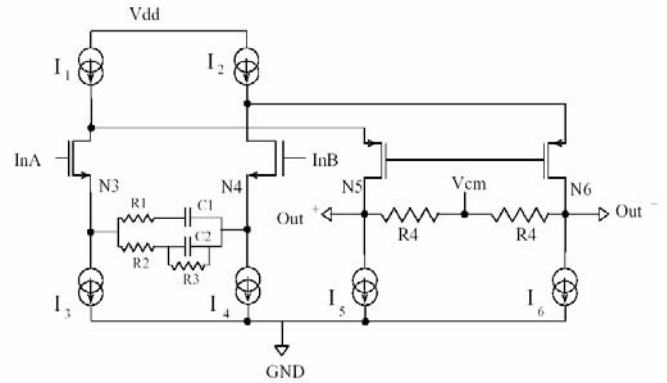 Vdd
I1
I2
InA
InB
N3
N4
N5
N6
Vcm
R1
C1
C2
R2
R3
Out +
Out -
R4
R4
I3
I4
I5
I6
GND